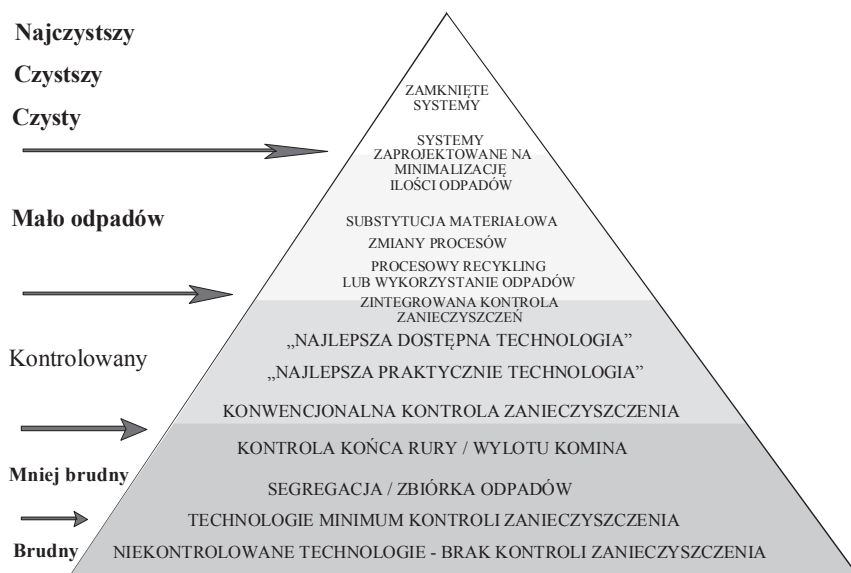 Najczystszy
Czystszy
Czysty
ZAMKNIĘTE
SYSTEMY
SYSTEMY
ZAPROJEKTOWANE NA
MINIMALIZACJĘ
ILOŚCI ODPADÓW
Mało odpadów
SUBSTYTUCJA MATERIAŁOWA
ZMIANY PROCESÓW
PROCESOWY RECYKLING
LUB WYKORZYSTANIE ODPADÓW
ZINTEGROWANA KONTROLA
ZANIECZYSZCZEŃ
„NAJLEPSZA DOSTĘPNA TECHNOLOGIA”
Kontrolowany
„NAJLEPSZA PRAKTYCZNIE TECHNOLOGIA”
KONWENCJONALNA KONTROLA ZANIECZYSZCZENIA
KONTROLA KOŃCA RURY / WYLOTU KOMINA
Mniej brudny
SEGREGACJA / ZBIÓRKA ODPADÓW
TECHNOLOGIE MINIMUM KONTROLI ZANIECZYSZCZENIA
Brudny
NIEKONTROLOWANE TECHNOLOGIE - BRAK KONTROLI ZANIECZYSZCZENIA